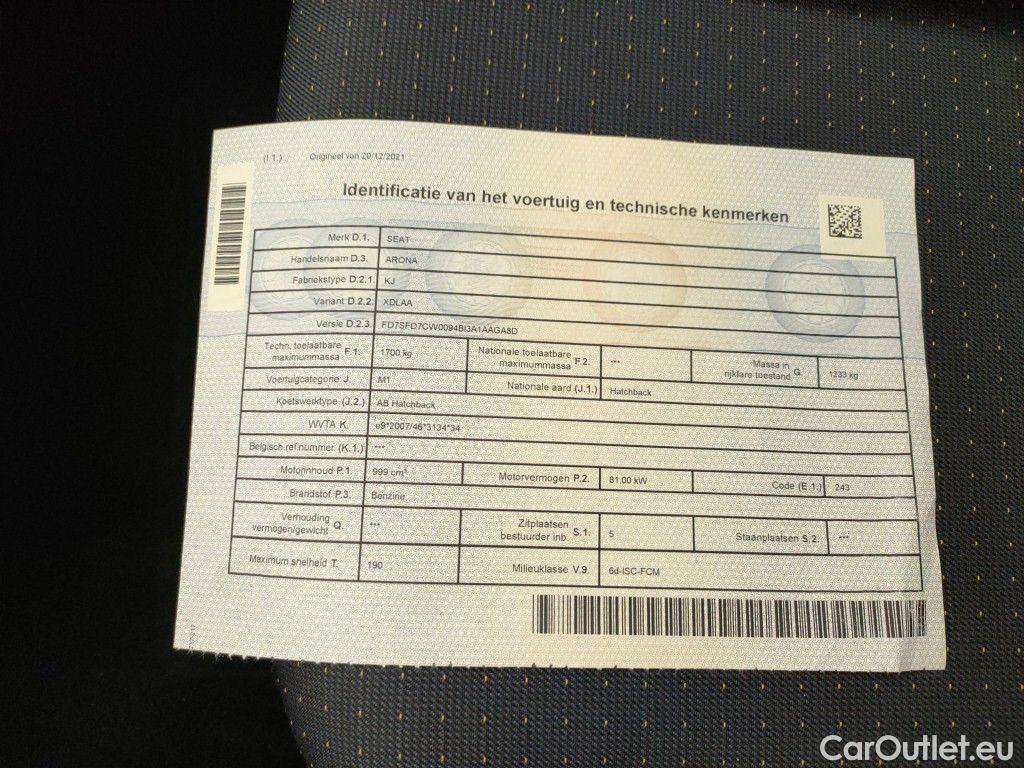 (I.1.) Origineel van 20/12/2021
Identificatie van het voertuig en technische kenmerken
Merk D.1. SEAT
Handelsnaam D.3. ARONA
Fabriekstype D.2.1. KJ
Variant D.2.2. XDLAA
Versie D.2.3. FD7SFD7CW0094BI3A1AAGA8D
Techn. toelaatbare maximummassa F.1. 1700 kg Nationale toelaatbare maximummassa F.2. --- Massa in rijklare toestand G. 1233 kg
Voertuigcategorie J. M1 Nationale aard (J.1.) Hatchback
Koetswerktype (J.2.) AB Hatchback
WVTA K. e9*2007/46*3134*34
Belgisch ref.nummer (K.1.) ---
Motorinhoud P.1. 999 cm³ Motorvermogen P.2. 81,00 kW Code (E.1.) 243
Brandstof P.3. Benzine
Verhouding vermogen/gewicht Q. --- Zitplaatsen bestuurder inb. S.1. 5 Staanplaatsen S.2. ---
Maximum snelheid T. 190 Milieuklasse V.9. 6d-ISC-FCM
CarOutlet.eu